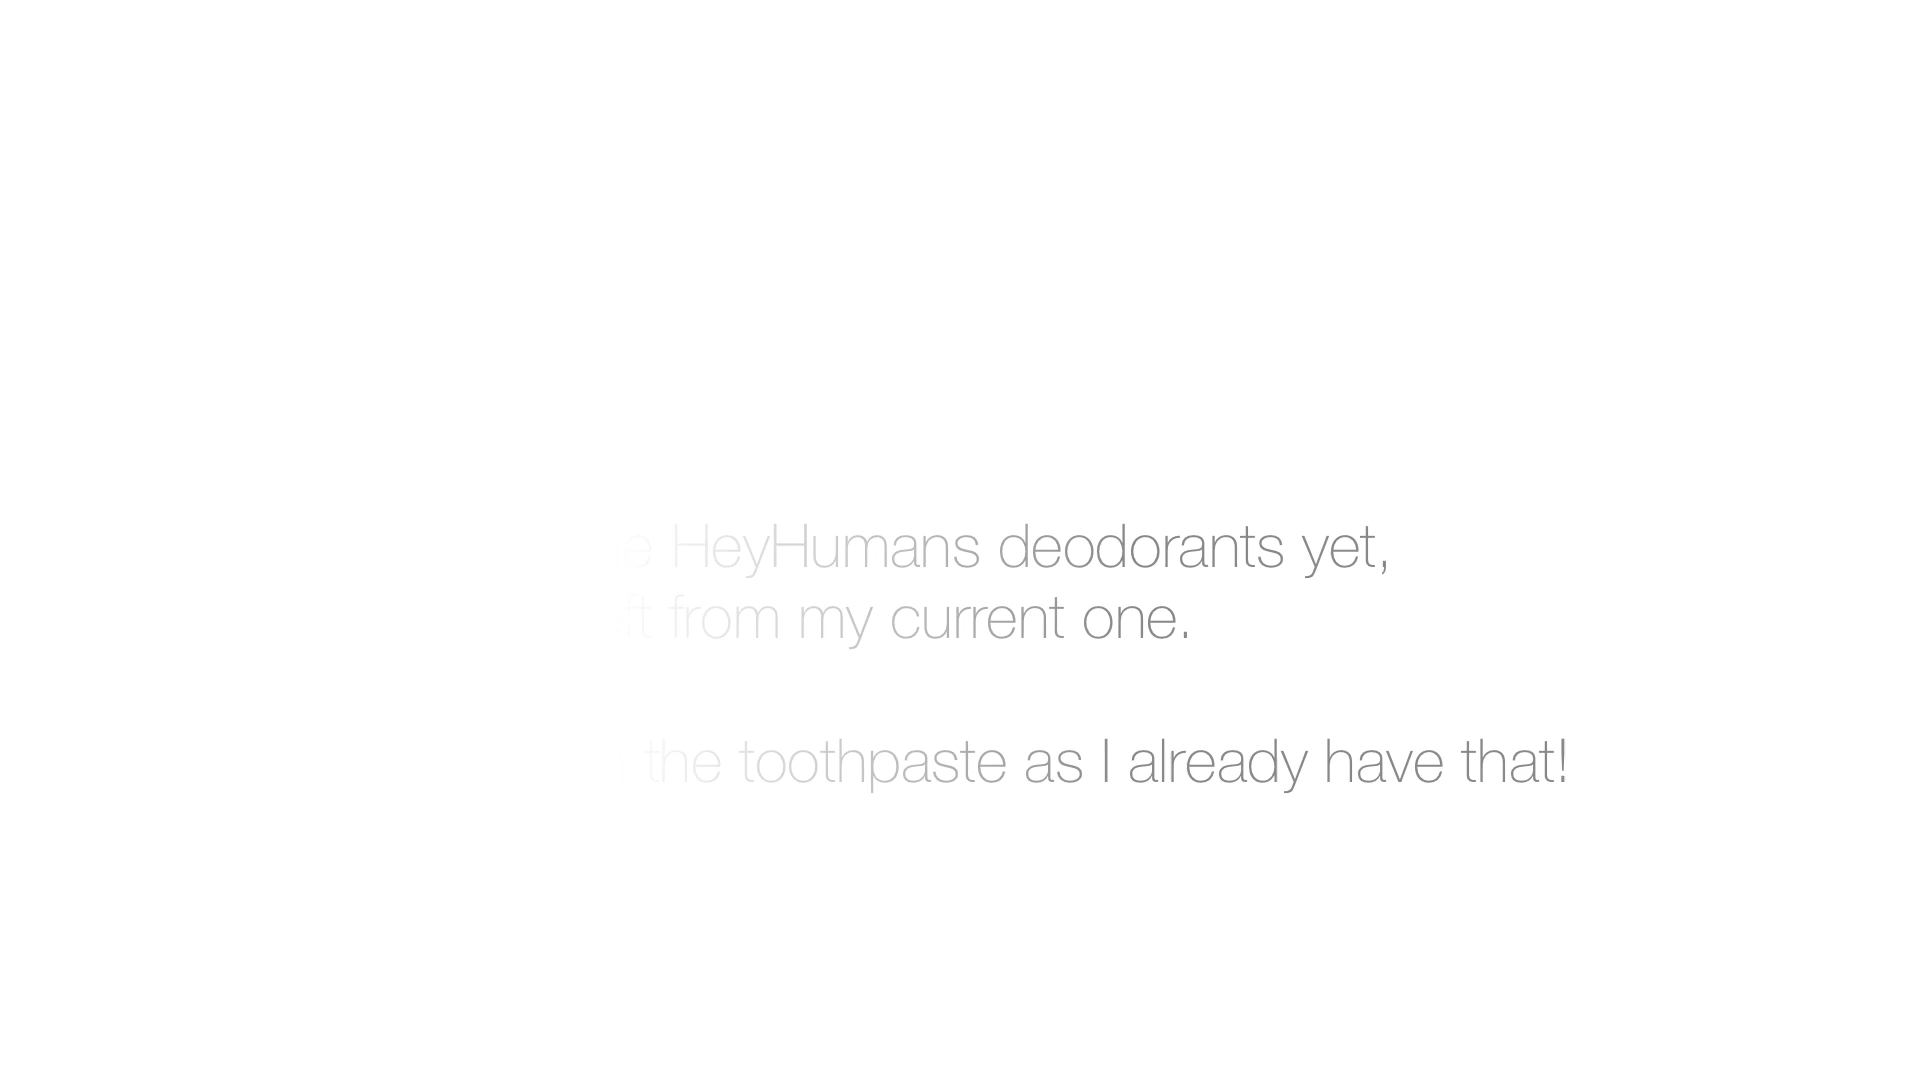 HeyHumans deodorants yet,
from my current one.
the toothpaste as I already have that!